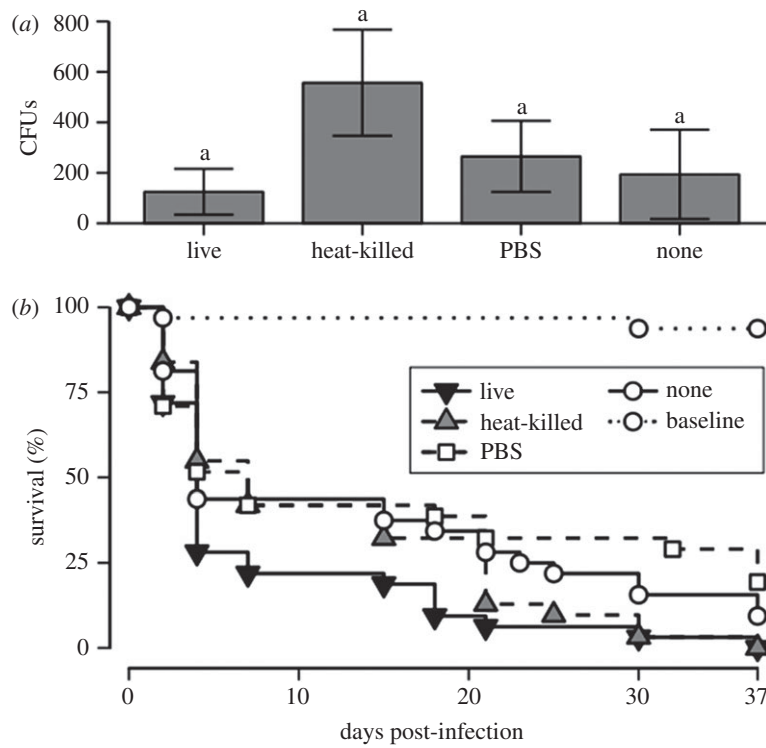 (a)
800
600
400
200
0
CFUs
a
a
a
a
live heat-killed PBS none
(b)
100
75
50
25
0
survival (%)
live none
heat-killed baseline
PBS
0 10 20 30 37
days post-infection